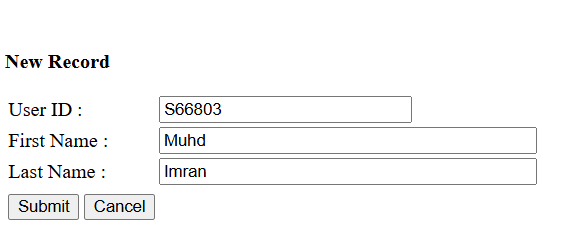 New Record
User ID : S66803
First Name : Muhd
Last Name : Imran
Submit Cancel